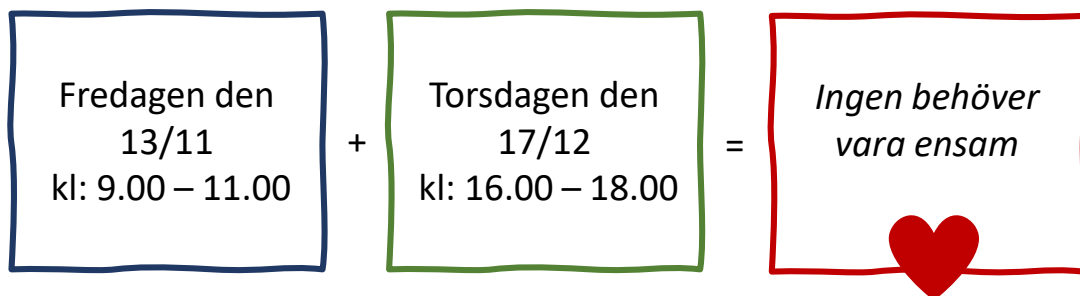 Fredagen den
13/11
kl: 9.00 – 11.00
+
Torsdagen den
17/12
kl: 16.00 – 18.00
=
Ingen behöver
vara ensam